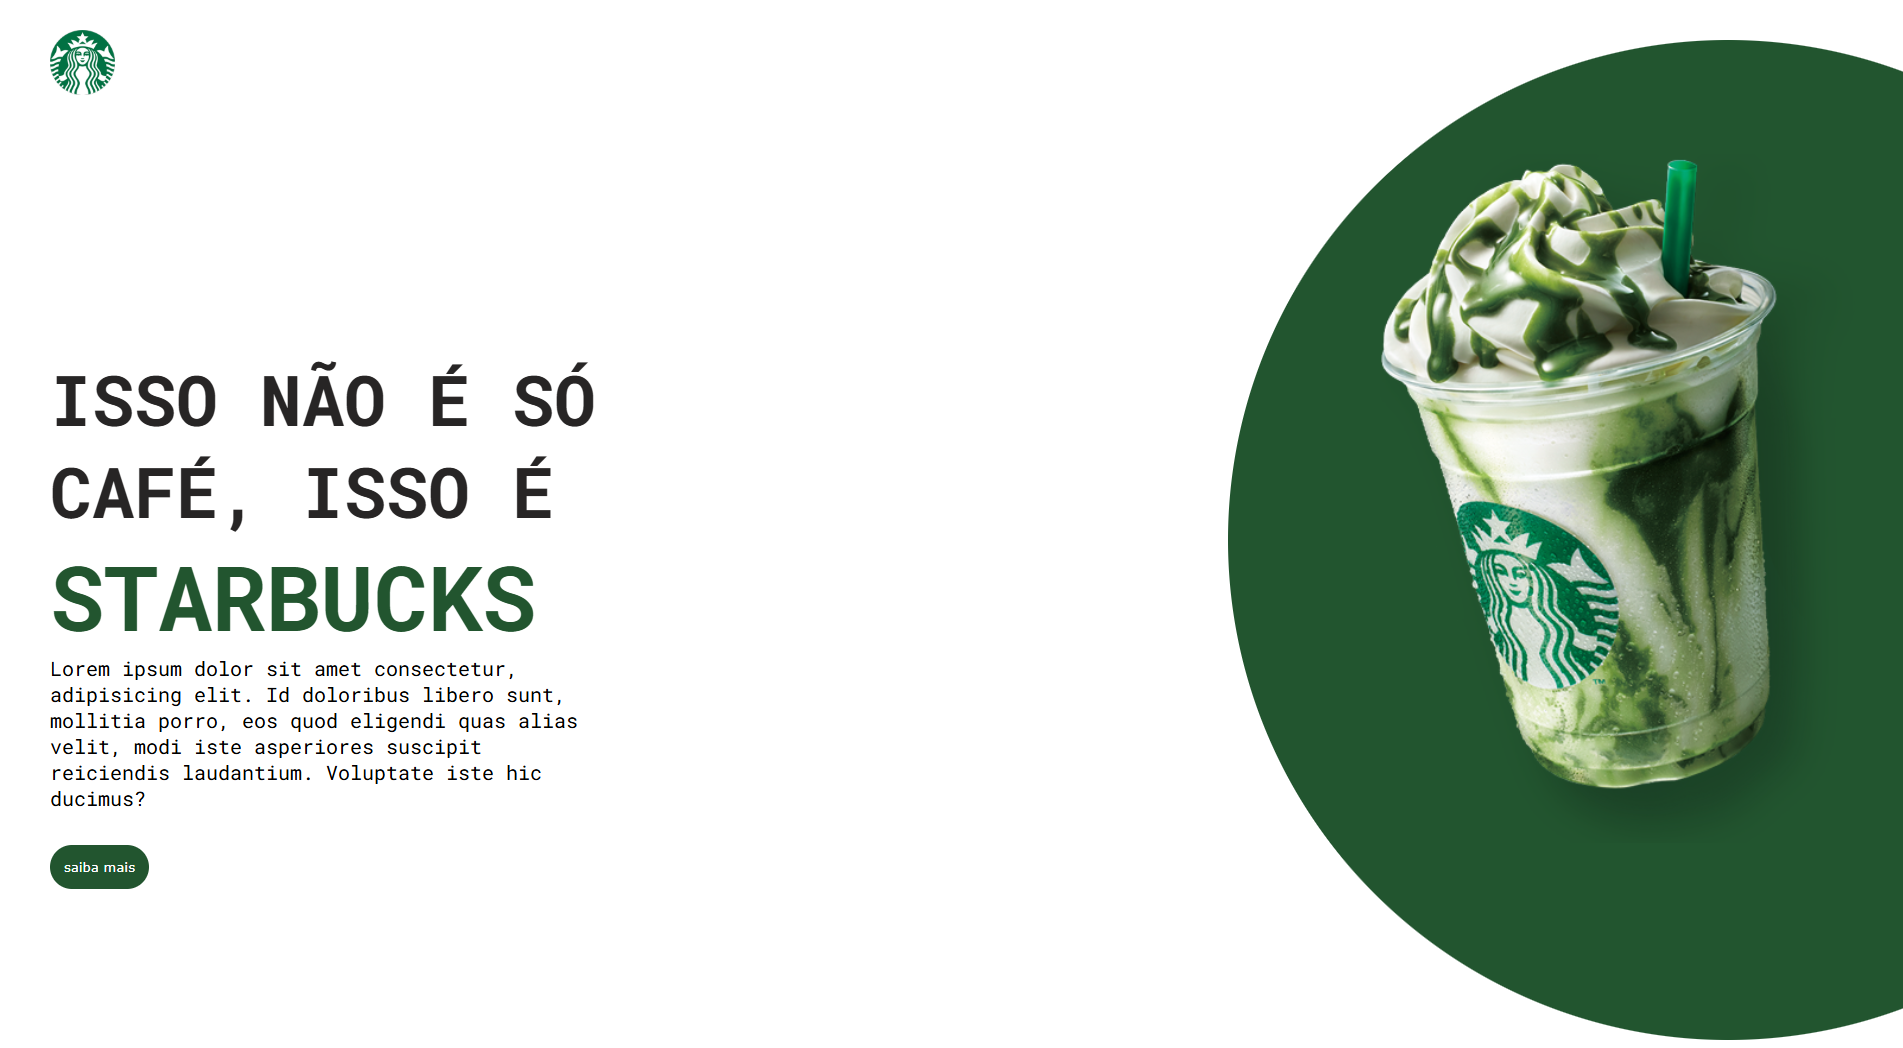 ISSO NÃO É SÓ
CAFÉ, ISSO É
STARBUCKS
Lorem ipsum dolor sit amet consectetur,
adipisicing elit. Id doloribus libero sunt,
mollitia porro, eos quod eligendi quas alias
velit, modi iste asperiores suscipit
reiciendis laudantium. Voluptate iste hic
ducimus?
saiba mais
TM